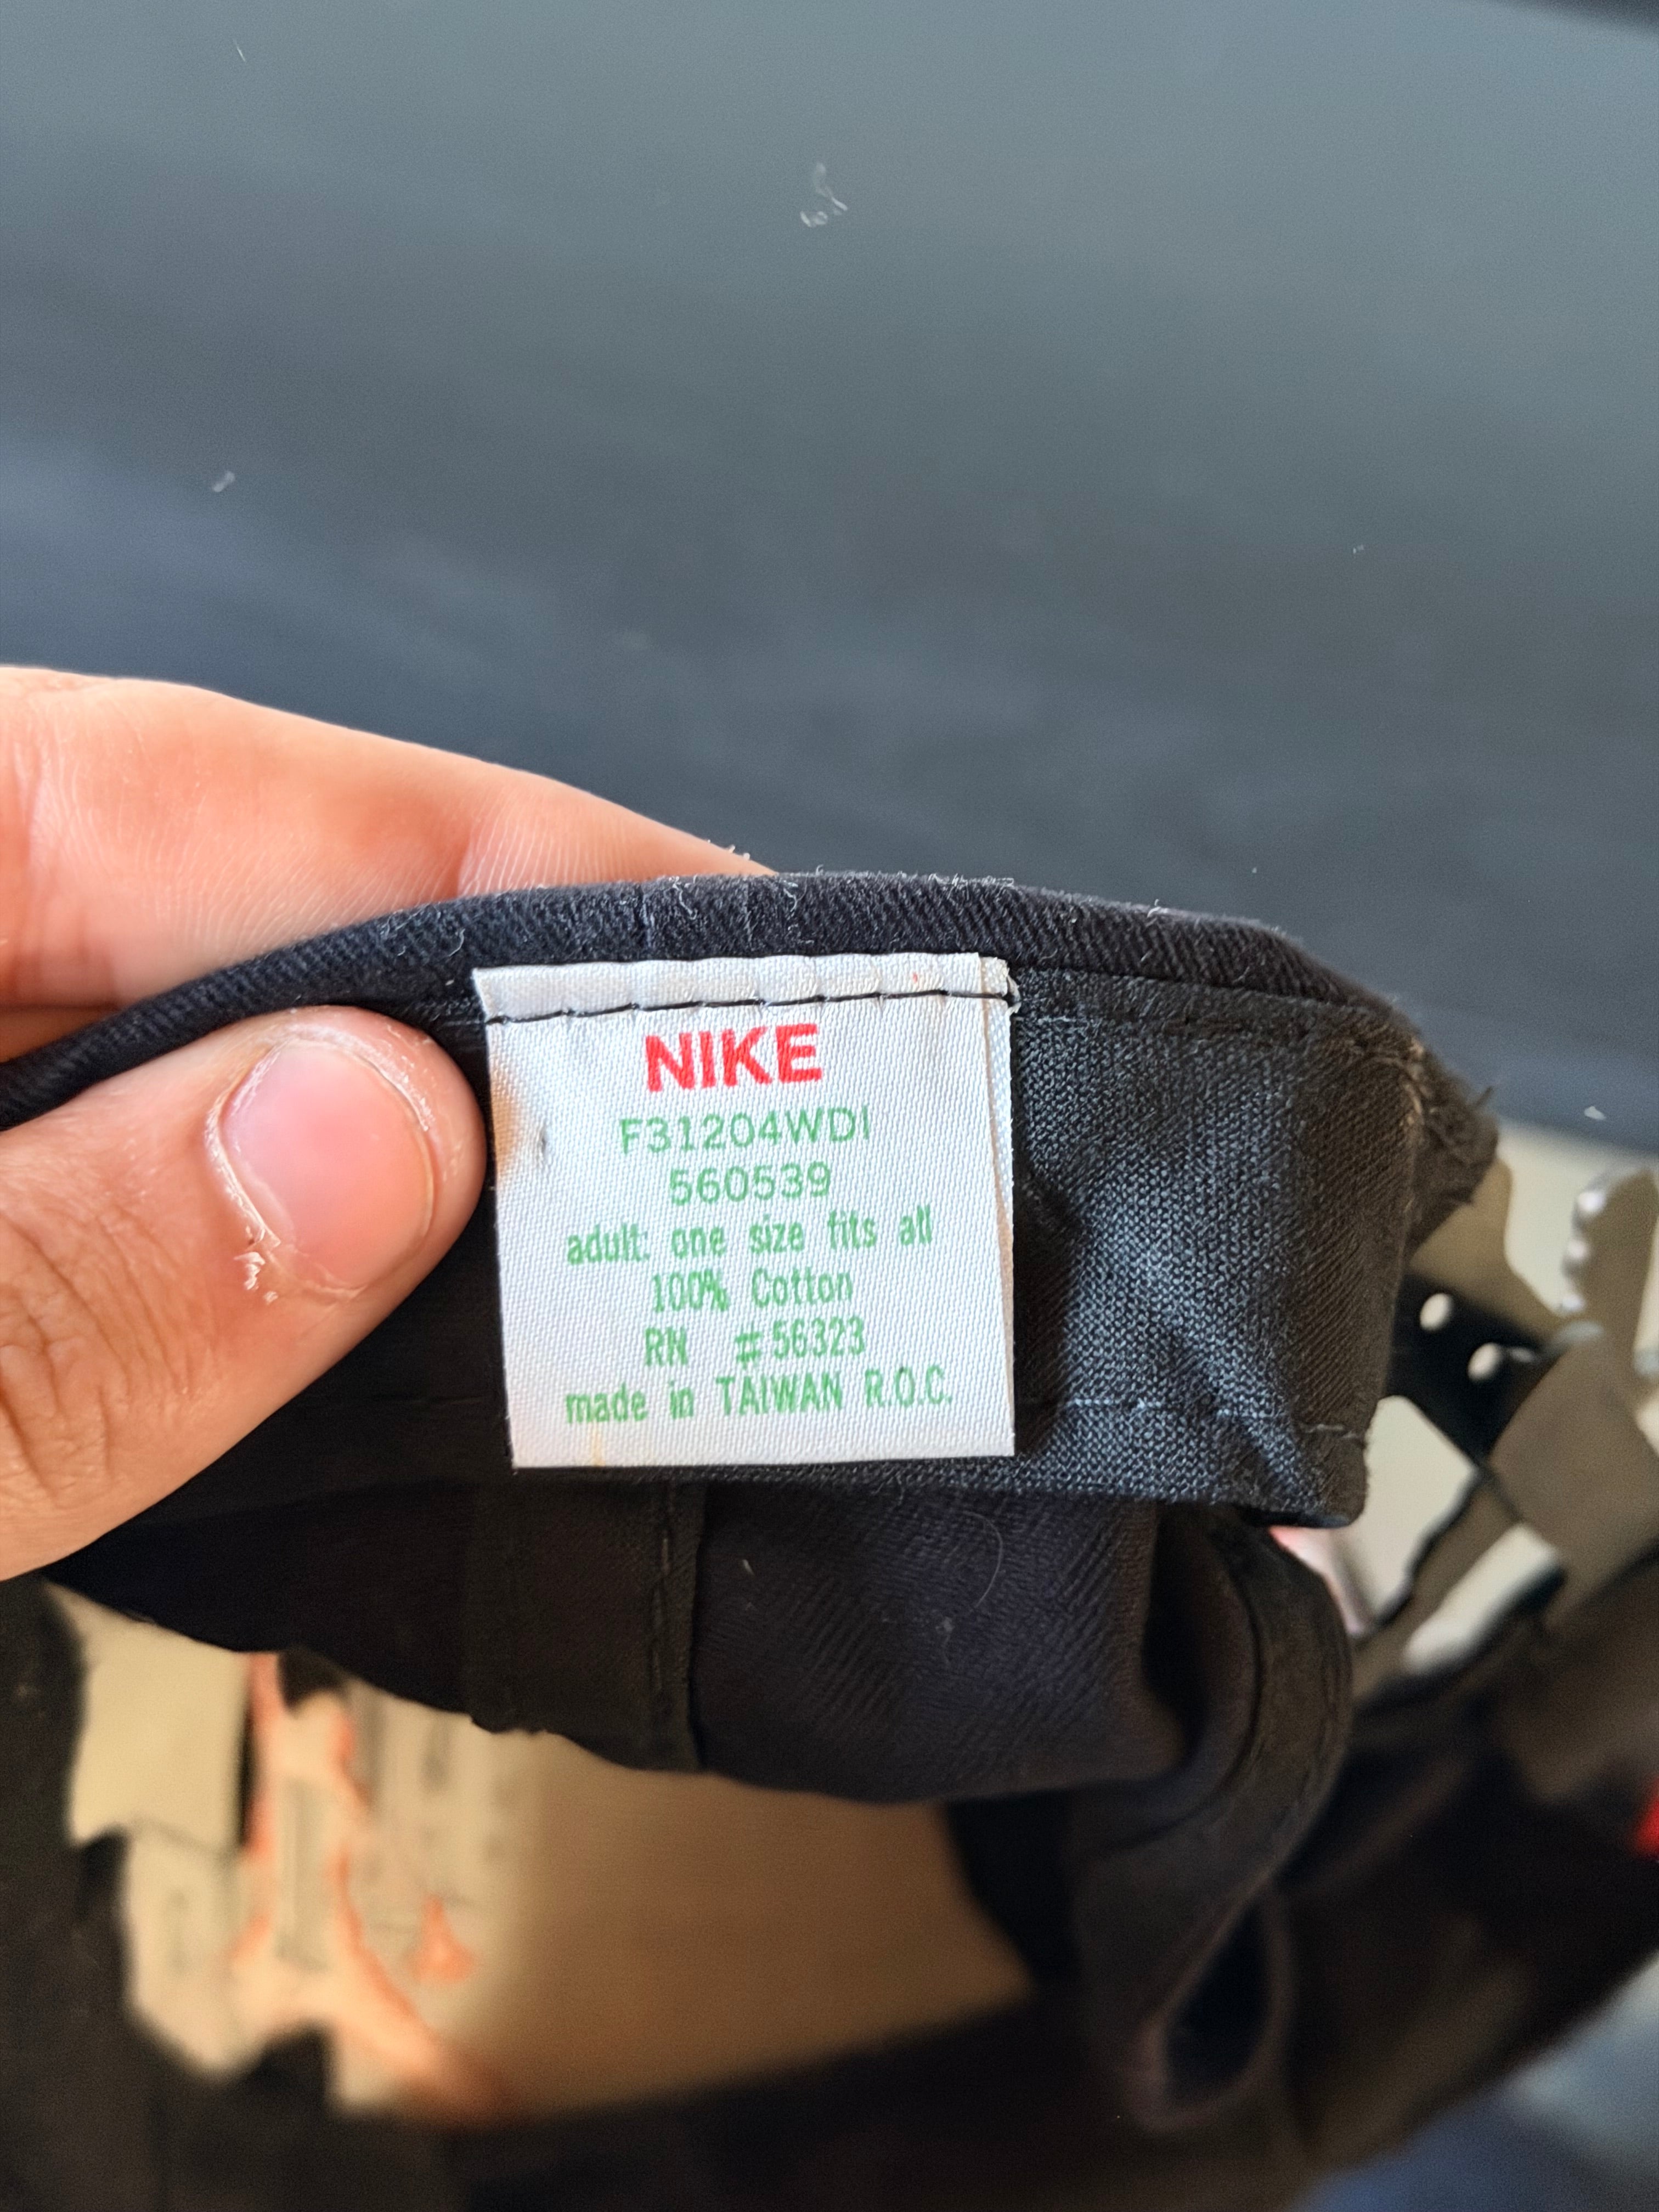 NIKE
F31204WDI
560539
adult: one size fits all
100% Cotton
RN #56323
made in TAIWAN R.O.C.